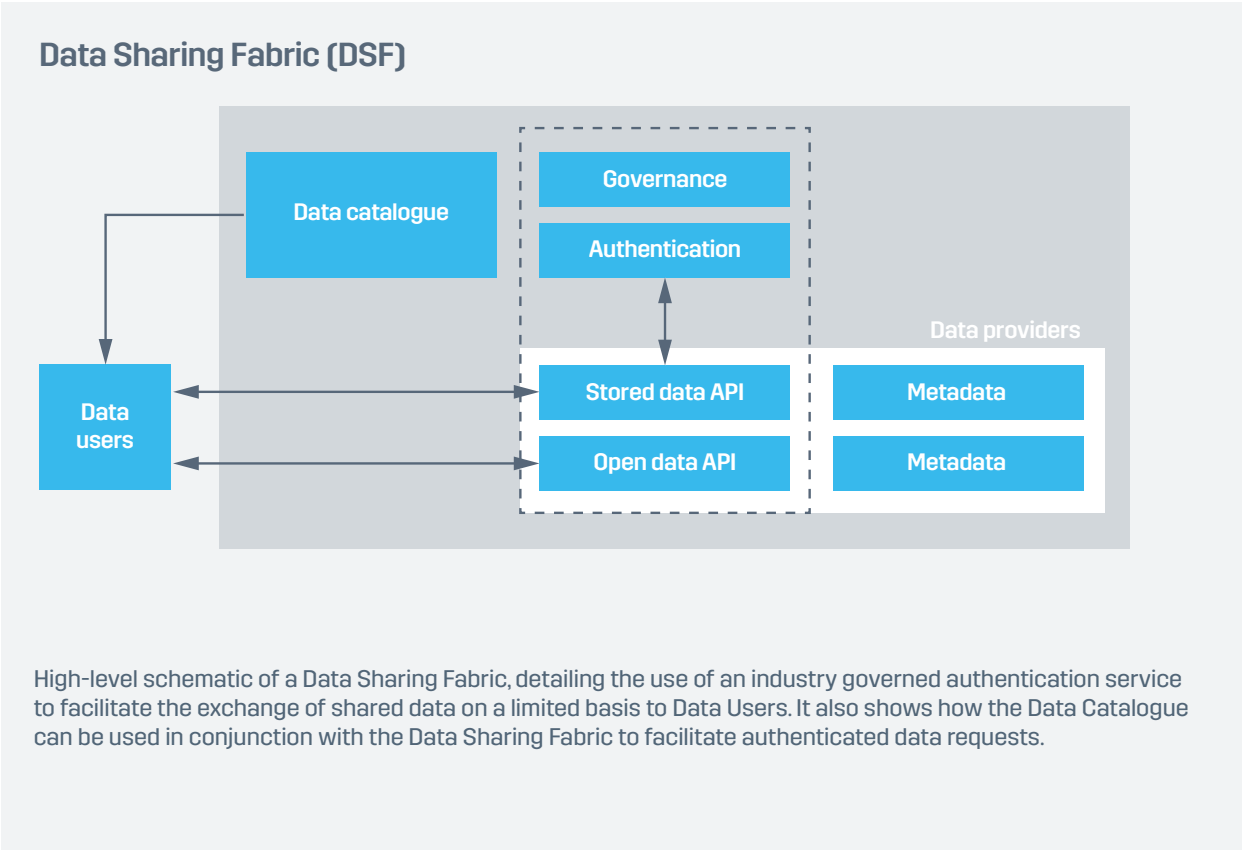 Data Sharing Fabric (DSF)
Data catalogue
Governance
Authentication
Data providers
Data
users
Stored data API
Metadata
Open data API
Metadata
High-level schematic of a Data Sharing Fabric, detailing the use of an industry governed authentication service
to facilitate the exchange of shared data on a limited basis to Data Users. It also shows how the Data Catalogue
can be used in conjunction with the Data Sharing Fabric to facilitate authenticated data requests.